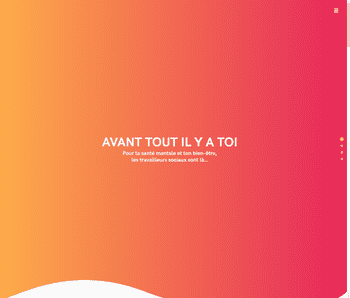 AVANT TOUT IL Y A TOI
Pour ta santé mentale et ton bien-être,
les travailleurs sociaux sont là...